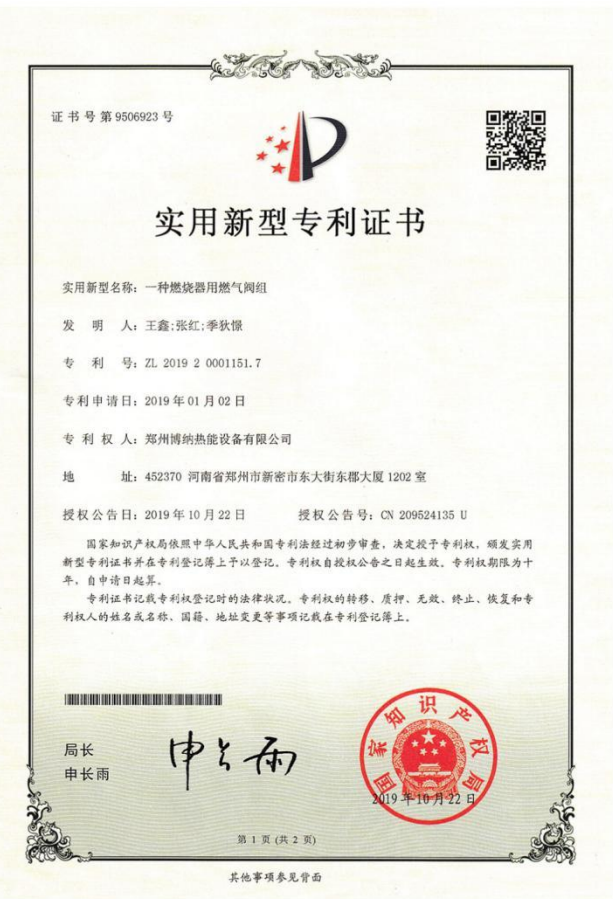 证书号第9506923号
实用新型专利证书
实用新型名称：一种燃烧器用燃气阀组
发明人：王鑫;张红;季狄憬
专利号：ZL 2019 2 0001151.7
专利申请日：2019年01月02日
专利权人：郑州博纳热能设备有限公司
地址：452370 河南省郑州市新密市东大街东郡大厦1202室
授权公告日：2019年10月22日 授权公告号：CN 209524135 U
国家知识产权局依照中华人民共和国专利法经过初步审查，决定授予专利权，颁发实用
新型专利证书并在专利登记簿上予以登记。专利权自授权公告之日起生效。专利权期限为十
年，自申请日起算。
专利证书记载专利权登记时的法律状况。专利权的转移、质押、无效、终止、恢复和专
利权人的姓名或名称、国籍、地址变更等事项记载在专利登记簿上。
局长
申长雨
申长雨
国家知识产权局
2019年10月22日
第 1 页 (共 2 页)
其他事项参见背面